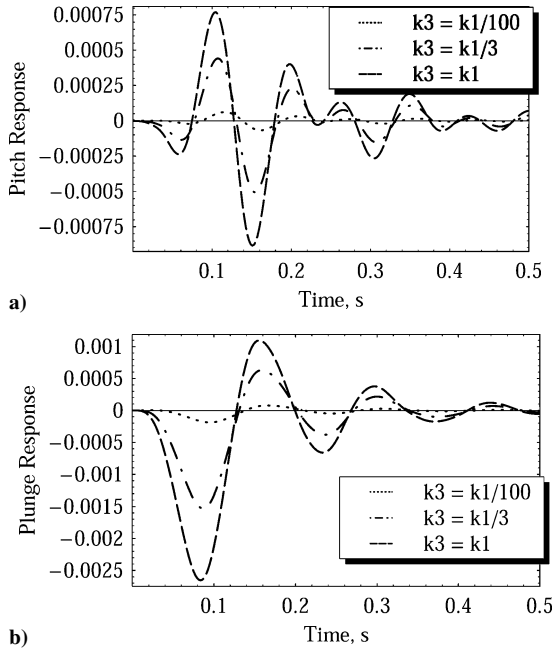 0.00075
0.0005
0.00025
0
−0.00025
−0.0005
−0.00075
Pitch Response
k3 = k1/100
k3 = k1/3
k3 = k1
0.1 0.2 0.3 0.4 0.5
Time, s
a)
0.001
0.0005
0
−0.0005
−0.001
−0.0015
−0.002
−0.0025
Plunge Response
k3 = k1/100
k3 = k1/3
k3 = k1
0.1 0.2 0.3 0.4 0.5
Time, s
b)